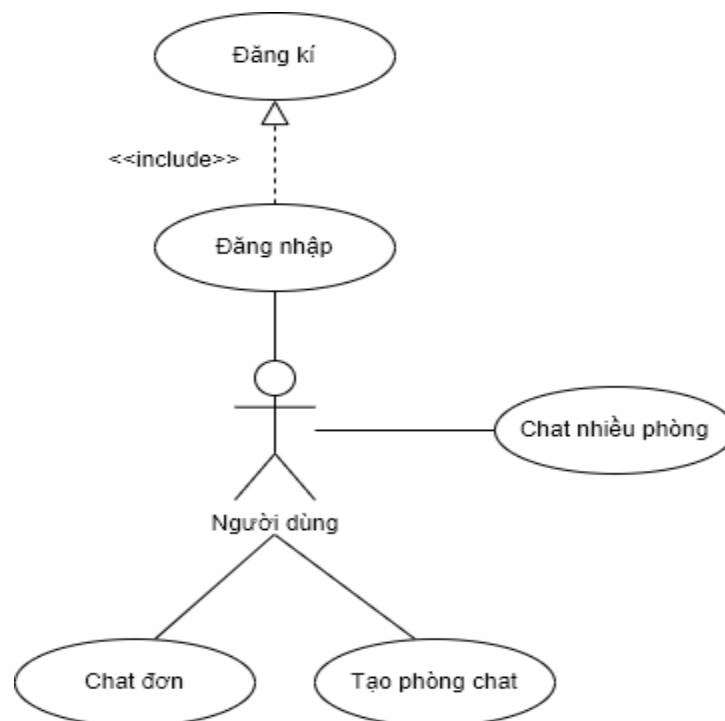 Đăng kí
<<include>>
Đăng nhập
Chat nhiều phòng
Người dùng
Chat đơn
Tạo phòng chat